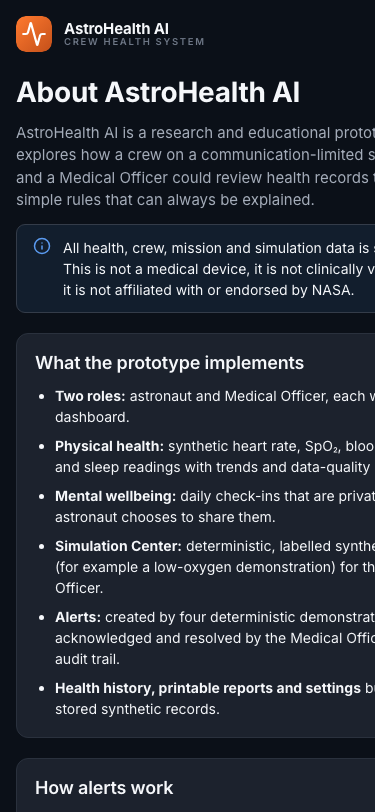 AstroHealth AI
CREW HEALTH SYSTEM
About AstroHealth AI
AstroHealth AI is a research and educational
explores how a crew on a communication-limited
and a Medical Officer could review health records
simple rules that can always be explained.
All health, crew, mission and simulation data is
This is not a medical device, it is not clinically
it is not affiliated with or endorsed by NASA.
What the prototype implements
• Two roles: astronaut and Medical Officer, each
dashboard.
• Physical health: synthetic heart rate, SpO₂,
and sleep readings with trends and data-quality
• Mental wellbeing: daily check-ins that are
astronaut chooses to share them.
• Simulation Center: deterministic, labelled
(for example a low-oxygen demonstration) for
Officer.
• Alerts: created by four deterministic
acknowledged and resolved by the Medical
audit trail.
• Health history, printable reports and settings
stored synthetic records.
How alerts work